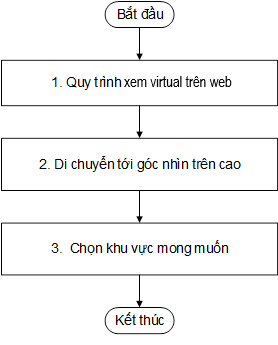 Bắt đầu
1. Quy trình xem virtual trên web
2. Di chuyển tới góc nhìn trên cao
3. Chọn khu vực mong muốn
Kết thúc